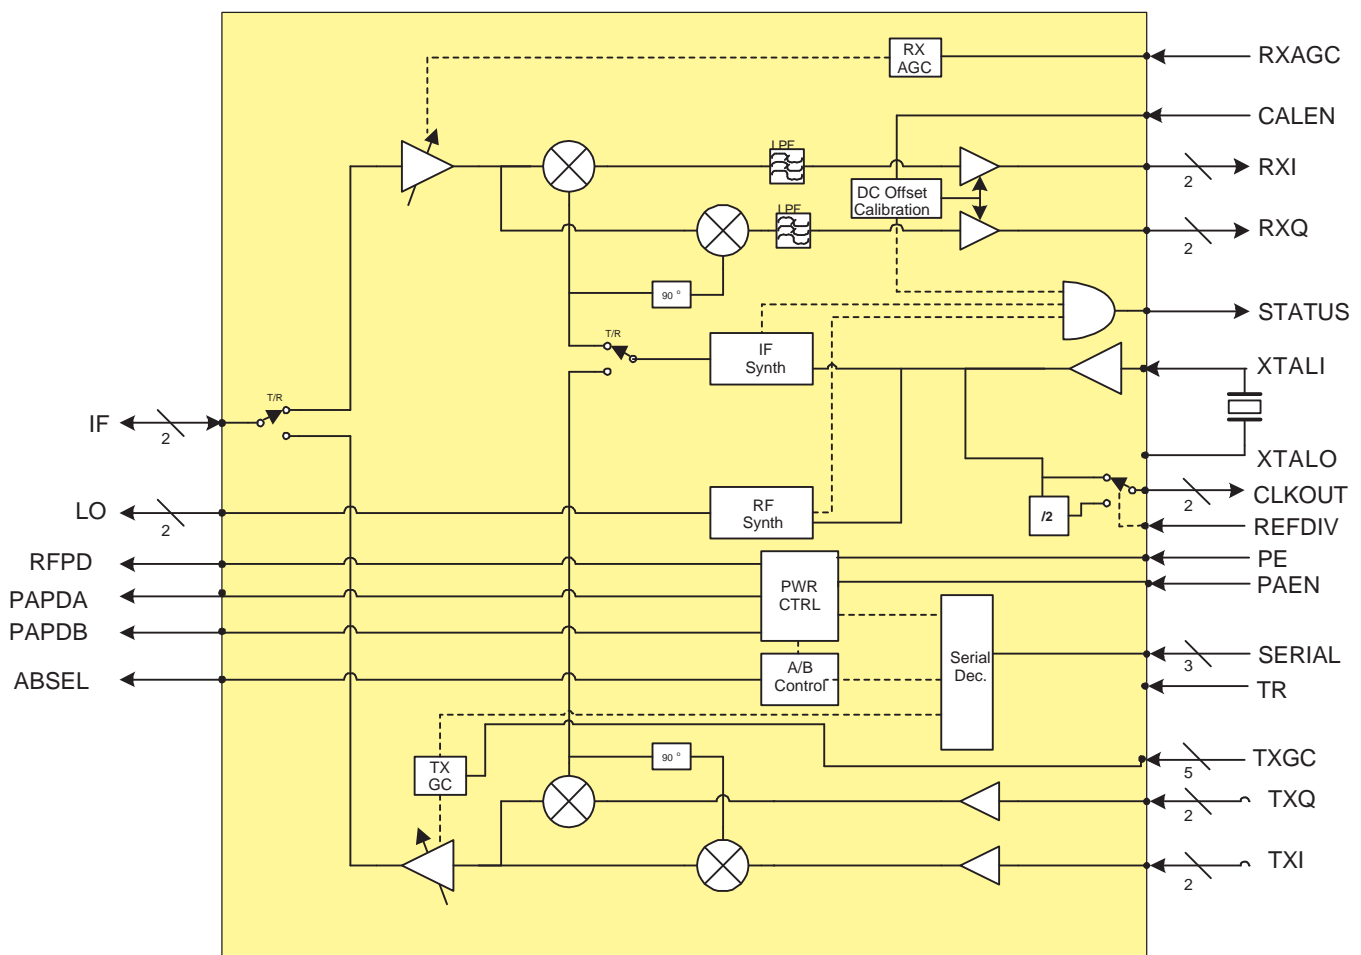 RX
AGC
RXAGC
CALEN
LPF
RXI
2
DC Offset
Calibration
LPF
RXQ
2
90 °
STATUS
T/R
IF
Synth
XTALI
T/R
IF
2
XTALO
CLKOUT
2
LO
2
RF
Synth
/2
REFDIV
RFPD
PE
PWR
CTRL
PAEN
PAPDA
PAPDB
Serial
Dec.
SERIAL
3
ABSEL
A/B
Control
TR
TX
GC
90 °
TXGC
5
TXQ
2
TXI
2